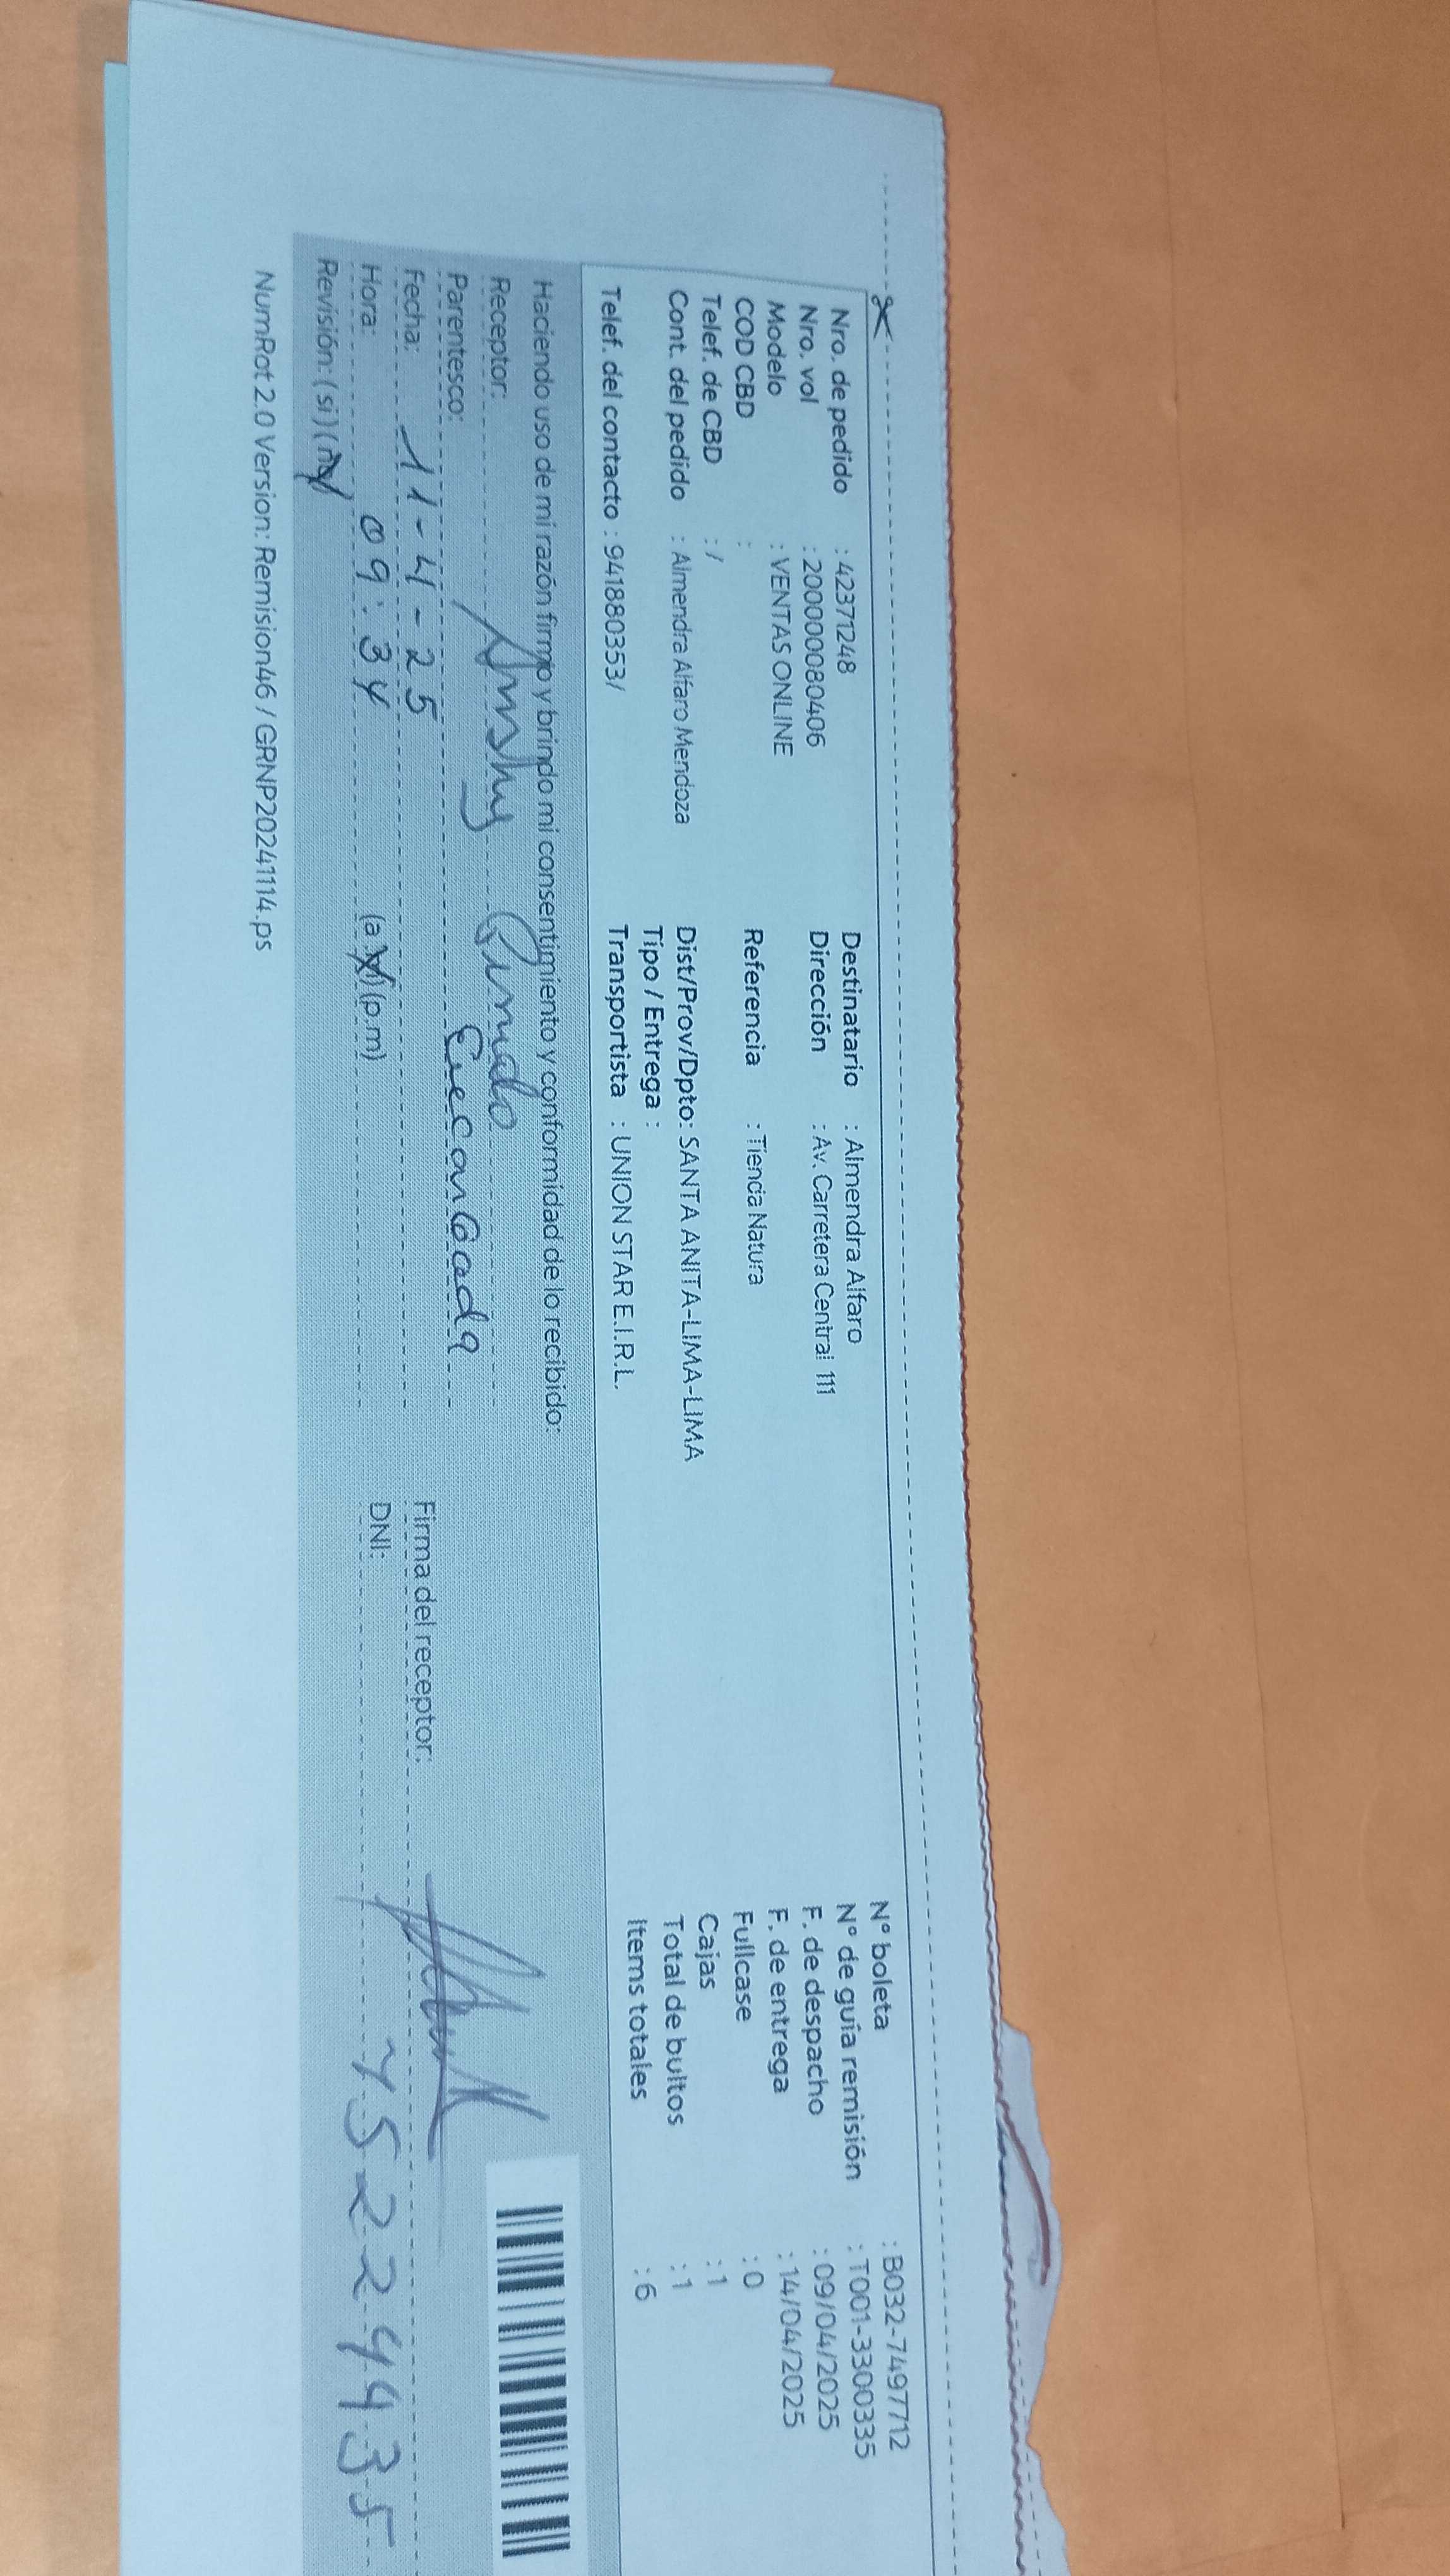 Nro. de pedido : 42371248
Nro. vol : 20000080406
Modelo : VENTAS ONLINE
COD CBD :
Telef. de CBD : /
Cont. del pedido : Almendra Alfaro Mendoza
Telef. del contacto : 941880353/
Destinatario : Almendra Alfaro
Dirección : Av. Carretera Central 111
Referencia : Tienda Natura
Dist/Prov/Dpto: SANTA ANITA-LIMA-LIMA
Tipo / Entrega :
Transportista : UNION STAR E.I.R.L.
N° boleta : B032-7497712
N° de guía remisión : T001-3300335
F. de despacho : 09/04/2025
F. de entrega : 14/04/2025
Fullcase : 0
Cajas : 1
Total de bultos : 1
Items totales : 6
Haciendo uso de mi razón firmo y brindo mi consentimiento y conformidad de lo recibido:
Receptor:
Parentesco: Encargada
Fecha: 11-4-25
Hora: 09:34 (a.m) (p.m)
Revisión: (si) (no)
Firma del receptor:
DNI: 75224935
NumRot 2.0 Version: Remision46 / GRNP20241114.ps